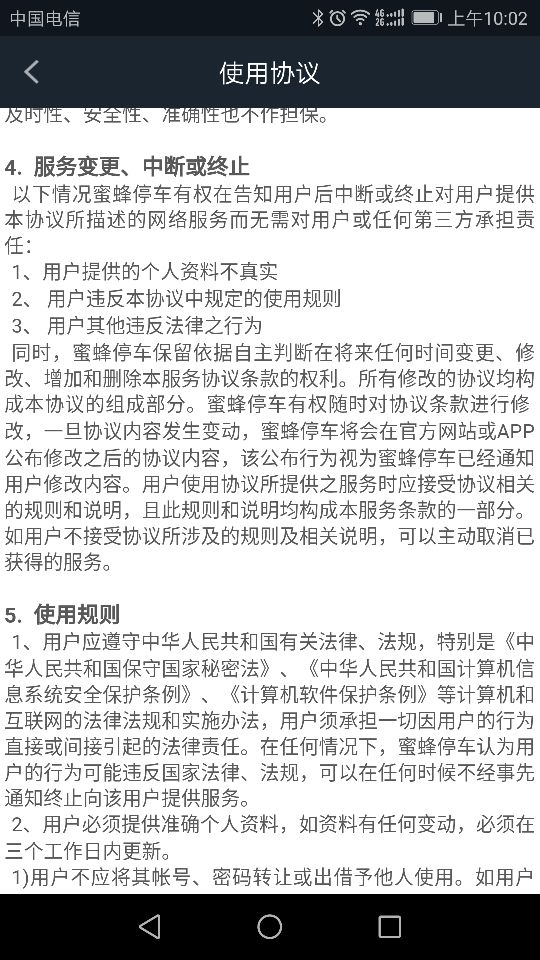 中国电信
4G 2G
上午10:02
使用协议
及时性、安全性、准确性也不作担保。
4. 服务变更、中断或终止
以下情况蜜蜂停车有权在告知用户后中断或终止对用户提供
本协议所描述的网络服务而无需对用户或任何第三方承担责
任：
1、用户提供的个人资料不真实
2、 用户违反本协议中规定的使用规则
3、 用户其他违反法律之行为
同时，蜜蜂停车保留依据自主判断在将来任何时间变更、修
改、增加和删除本服务协议条款的权利。所有修改的协议均构
成本协议的组成部分。蜜蜂停车有权随时对协议条款进行修
改，一旦协议内容发生变动，蜜蜂停车将会在官方网站或APP
公布修改之后的协议内容，该公布行为视为蜜蜂停车已经通知
用户修改内容。用户使用协议所提供之服务时应接受协议相关
的规则和说明，且此规则和说明均构成本服务条款的一部分。
如用户不接受协议所涉及的规则及相关说明，可以主动取消已
获得的服务。
5. 使用规则
1、用户应遵守中华人民共和国有关法律、法规，特别是《中
华人民共和国保守国家秘密法》、《中华人民共和国计算机信
息系统安全保护条例》、《计算机软件保护条例》等计算机和
互联网的法律法规和实施办法，用户须承担一切因用户的行为
直接或间接引起的法律责任。在任何情况下，蜜蜂停车认为用
户的行为可能违反国家法律、法规，可以在任何时候不经事先
通知终止向该用户提供服务。
2、用户必须提供准确个人资料，如资料有任何变动，必须在
三个工作日内更新。
1)用户不应将其帐号、密码转让或出借予他人使用。如用户